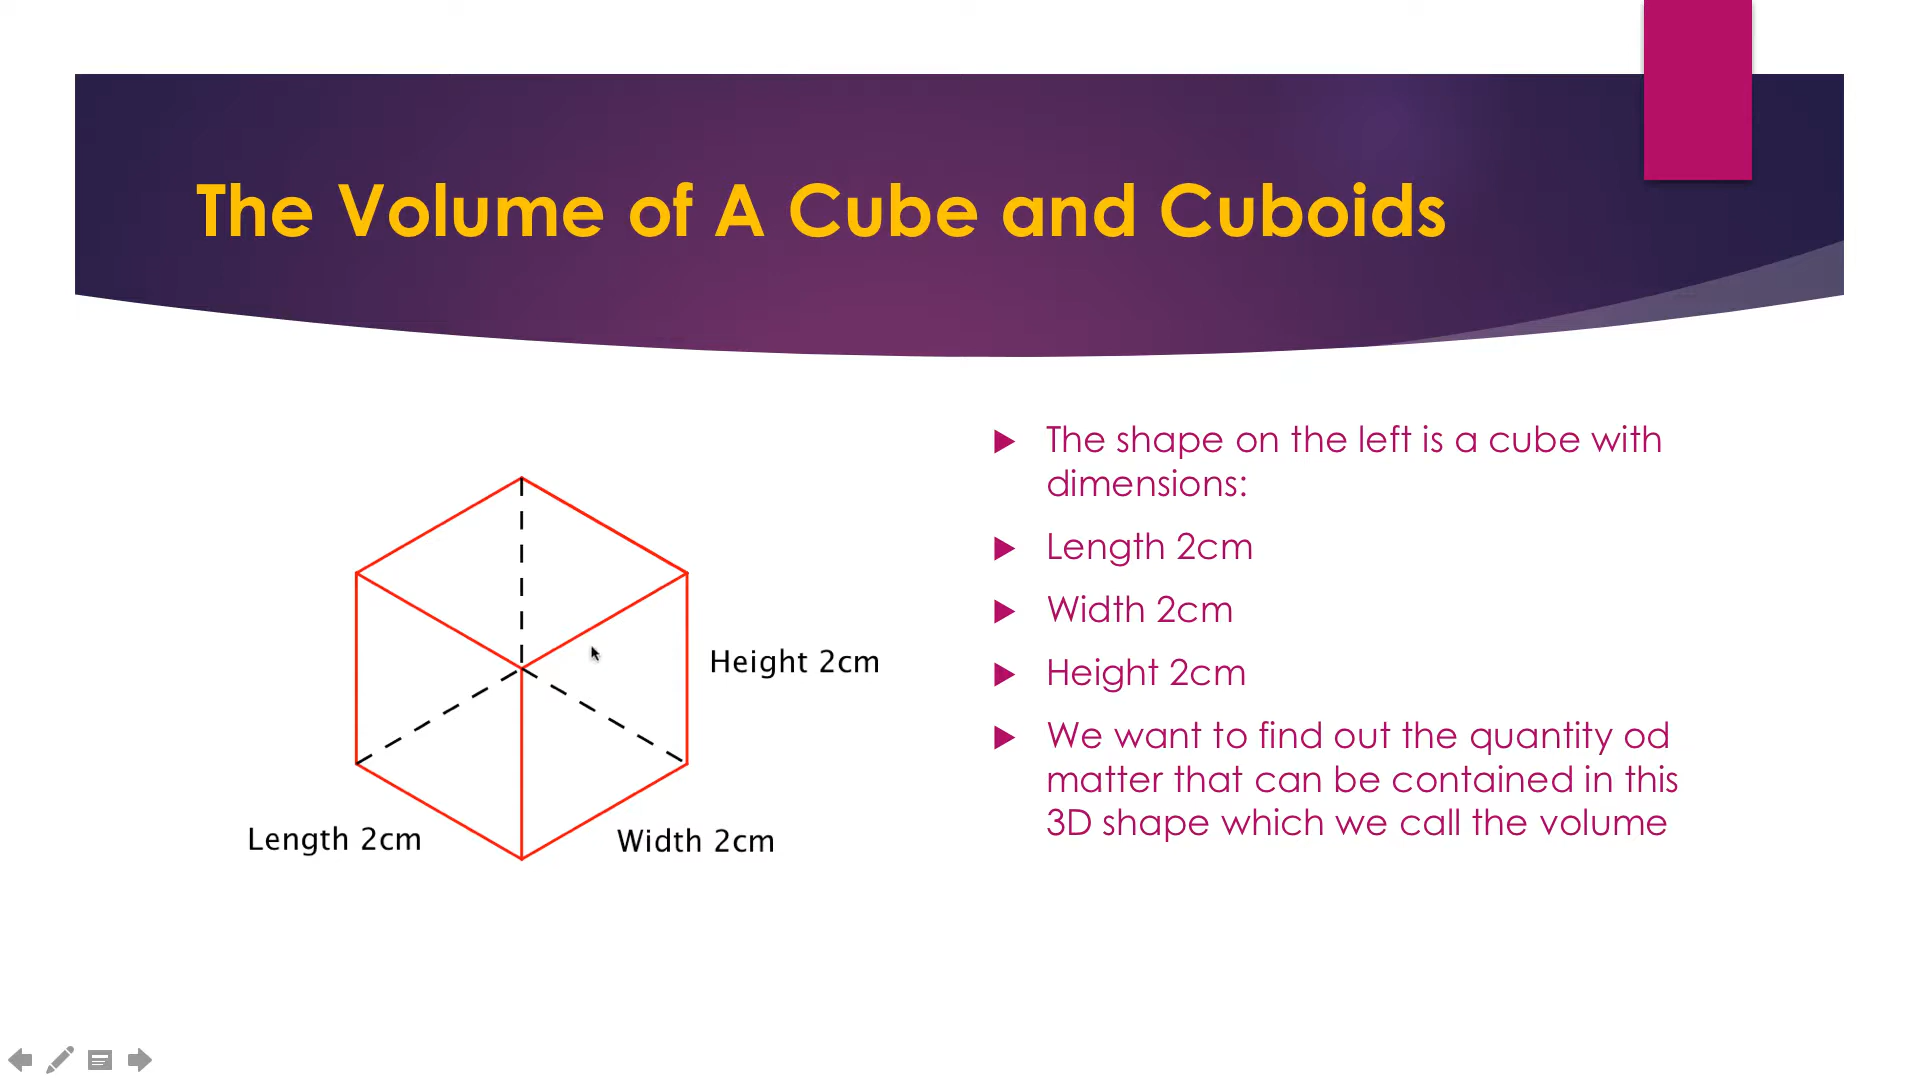 The Volume of A Cube and Cuboids
Height 2cm
Length 2cm
Width 2cm
The shape on the left is a cube with
dimensions:
Length 2cm
Width 2cm
Height 2cm
We want to find out the quantity od
matter that can be contained in this
3D shape which we call the volume